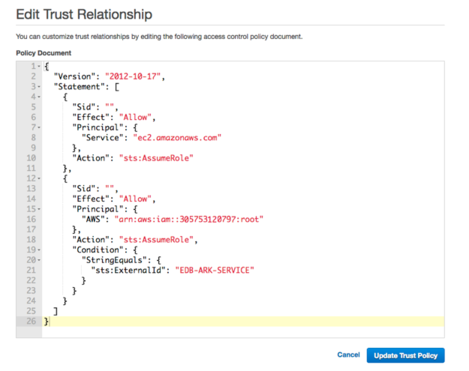 Edit Trust Relationship
You can customize trust relationships by editing the following access control policy document.
Policy Document
1 {
2 "Version": "2012-10-17",
3 "Statement": [
4 {
5 "Sid": "",
6 "Effect": "Allow",
7 "Principal": {
8 "Service": "ec2.amazonaws.com"
9 },
10 "Action": "sts:AssumeRole"
11 },
12 {
13 "Sid": "",
14 "Effect": "Allow",
15 "Principal": {
16 "AWS": "arn:aws:iam::305753120797:root"
17 },
18 "Action": "sts:AssumeRole",
19 "Condition": {
20 "StringEquals": {
21 "sts:ExternalId": "EDB-ARK-SERVICE"
22 }
23 }
24 }
25 ]
26 }
Cancel Update Trust Policy